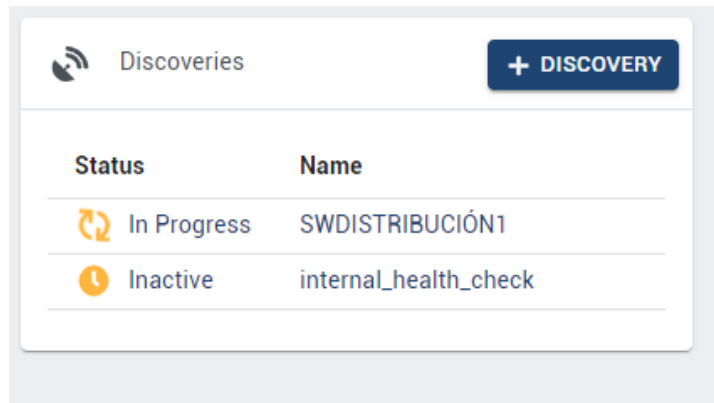 Discoveries + DISCOVERY
Status Name
In Progress SWDISTRIBUCIÓN1
Inactive internal_health_check